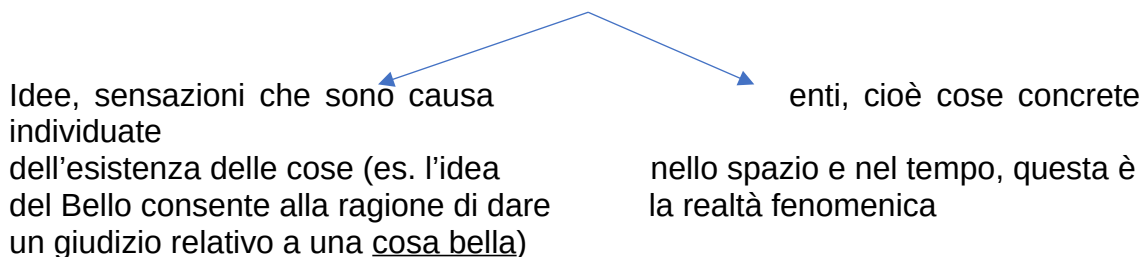 Idee, sensazioni che sono causa enti, cioè cose concrete
individuate
dell’esistenza delle cose (es. l’idea nello spazio e nel tempo, questa è
del Bello consente alla ragione di dare la realtà fenomenica
un giudizio relativo a una cosa bella)